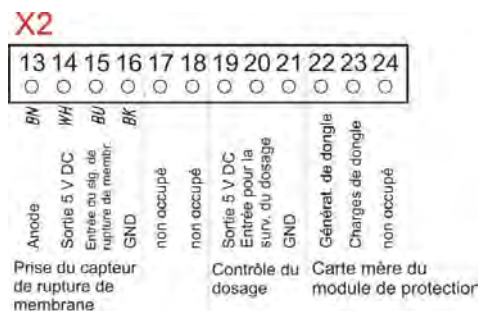 X2
13 14 15 16 17 18 19 20 21 22 23 24
BN WH BU BK
Anode
Sortie 5 V DC
Entrée du sig. de
rupture de membr.
GND
non occupé
non occupé
Sortie 5 V DC
Entrée pour la
surv. du dosage
GND
Générat. de dongle
Charges de dongle
non occupé
Prise du capteur
de rupture de
membrane
Contrôle du
dosage
Carte mère du
module de protection